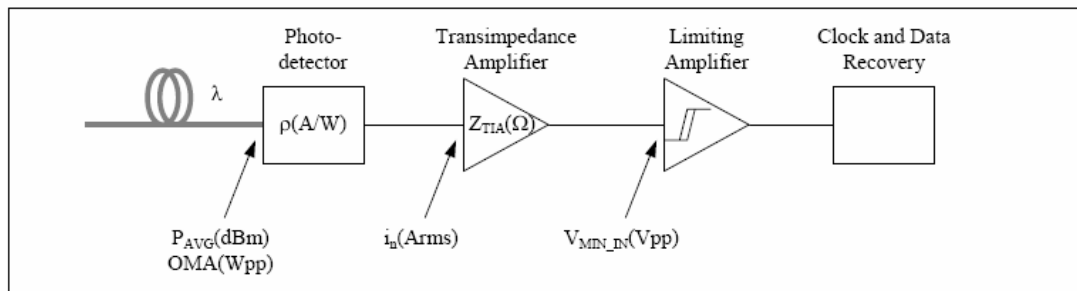 Photo-
detector
Transimpedance
Amplifier
Limiting
Amplifier
Clock and Data
Recovery
λ
ρ(A/W)
Z_TIA(Ω)
P_AVG(dBm)
OMA(Wpp)
i_n(Arms)
V_MIN_IN(Vpp)